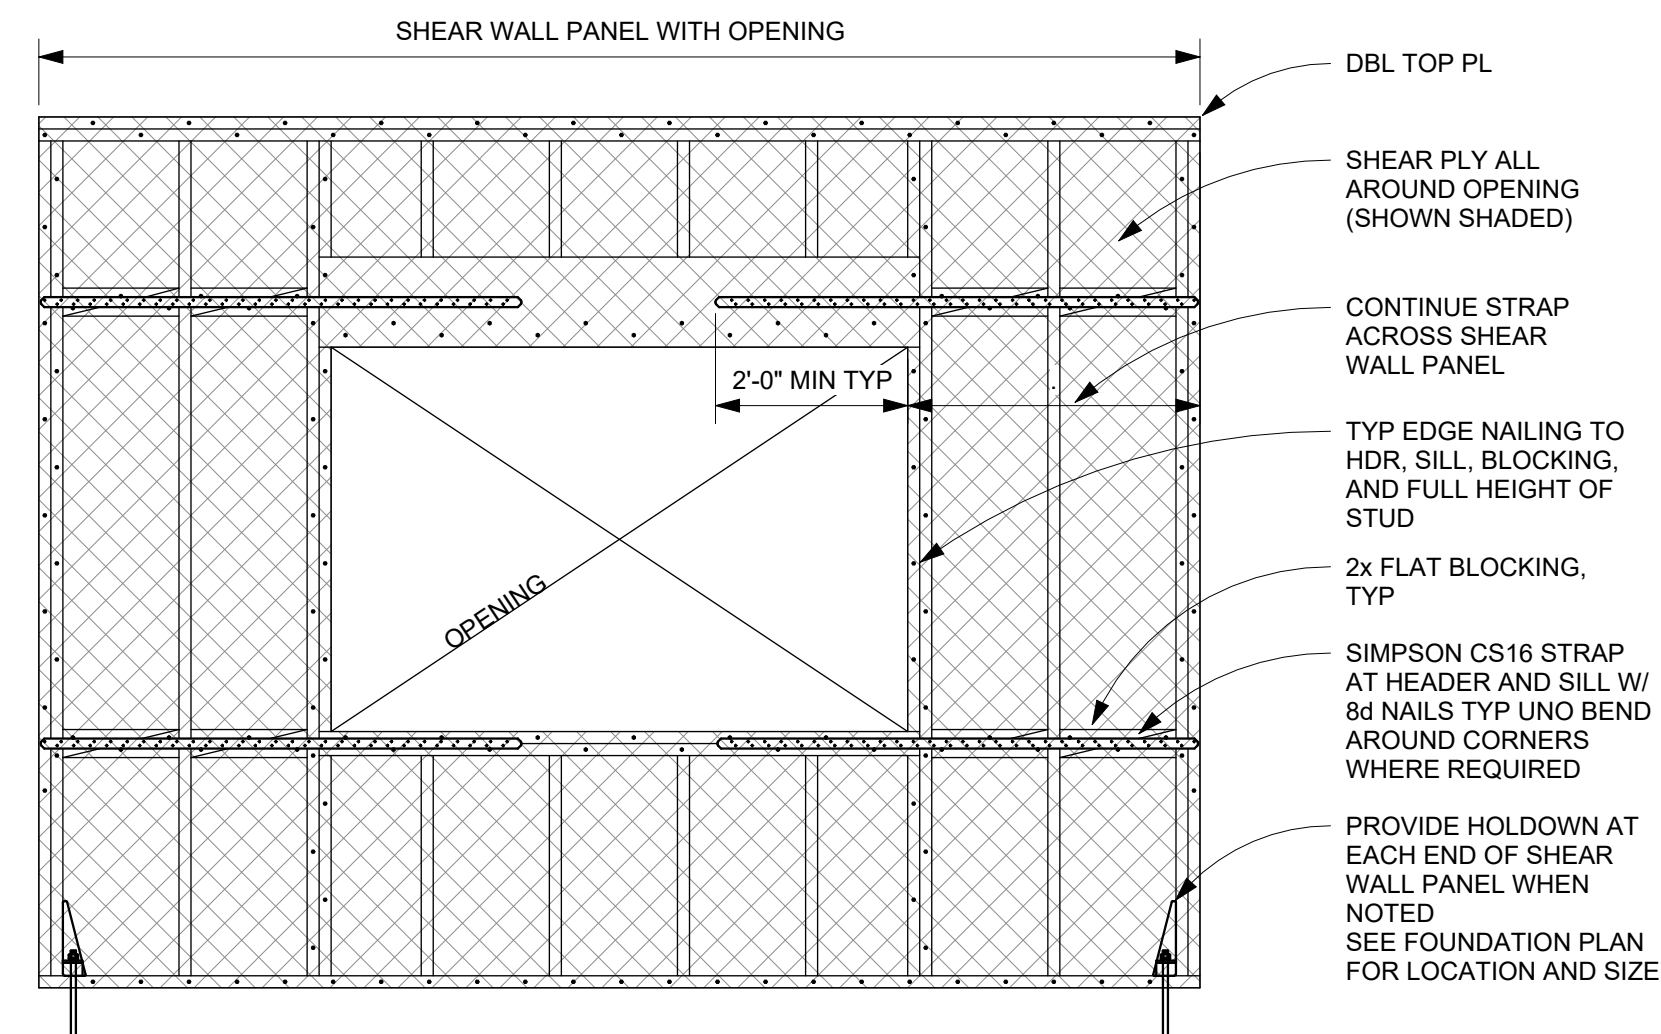 SHEAR WALL PANEL WITH OPENING
DBL TOP PL
SHEAR PLY ALL
AROUND OPENING
(SHOWN SHADED)
CONTINUE STRAP
ACROSS SHEAR
WALL PANEL
2'-0" MIN TYP
TYP EDGE NAILING TO
HDR, SILL, BLOCKING,
AND FULL HEIGHT OF
STUD
OPENING
2x FLAT BLOCKING,
TYP
SIMPSON CS16 STRAP
AT HEADER AND SILL W/
8d NAILS TYP UNO BEND
AROUND CORNERS
WHERE REQUIRED
PROVIDE HOLDOWN AT
EACH END OF SHEAR
WALL PANEL WHEN
NOTED
SEE FOUNDATION PLAN
FOR LOCATION AND SIZE